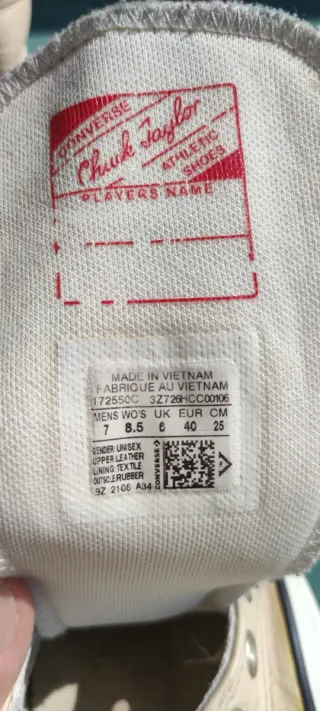 CONVERSE
Chuck Taylor
ATHLETIC
SHOES
PLAYERS NAME
MADE IN VIETNAM
FABRIQUE AU VIETNAM
172550C 3Z726HCC00106
MENS WO'S UK EUR CM
7 8.5 6 40 25
GENDER:UNISEX
UPPER:LEATHER
LINING:TEXTILE
OUTSOLE:RUBBER
9Z 2106 A34
CONVERSE